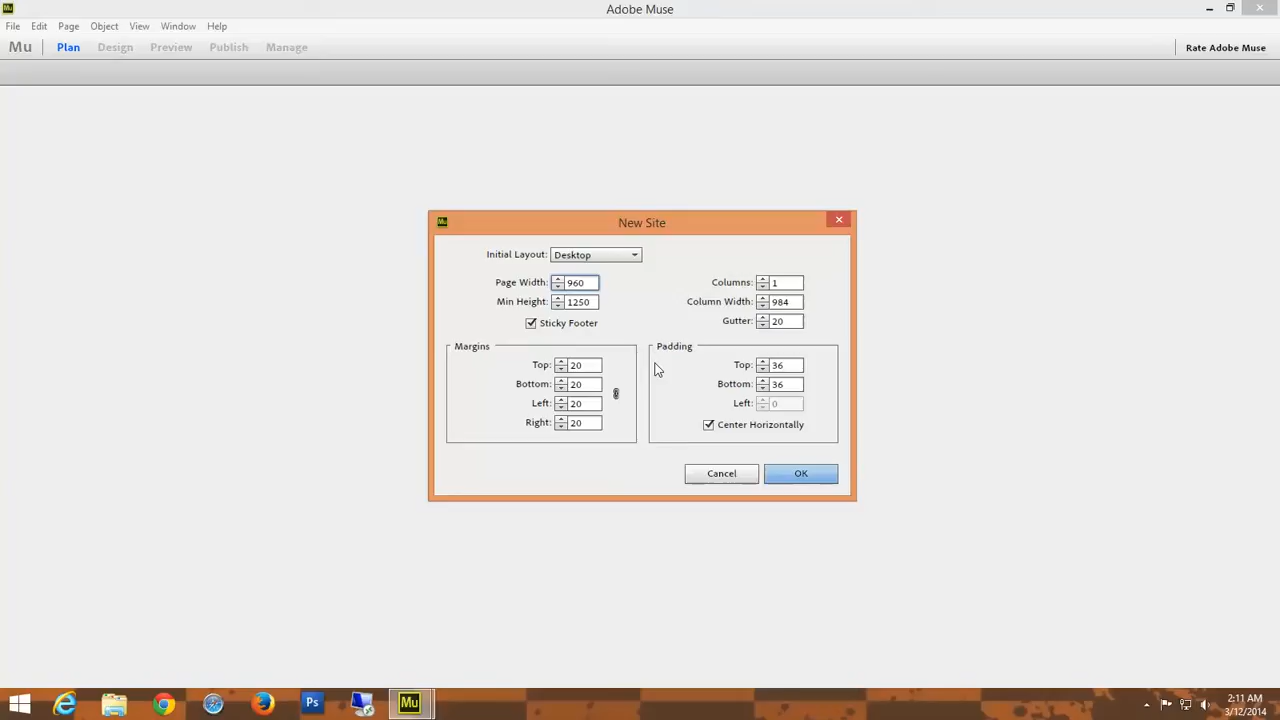 Adobe Muse
File Edit Page Object View Window Help
Mu Plan Design Preview Publish Manage Rate Adobe Muse
Mu New Site
Initial Layout: Desktop
Page Width: 960 Columns: 1
Min Height: 1250 Column Width: 984
Sticky Footer Gutter: 20
Margins Padding
Top: 20 Top: 36
Bottom: 20 Bottom: 36
Left: 20 Left: 0
Right: 20 Center Horizontally
Cancel OK
Ps Mu 2:11 AM
3/12/2014